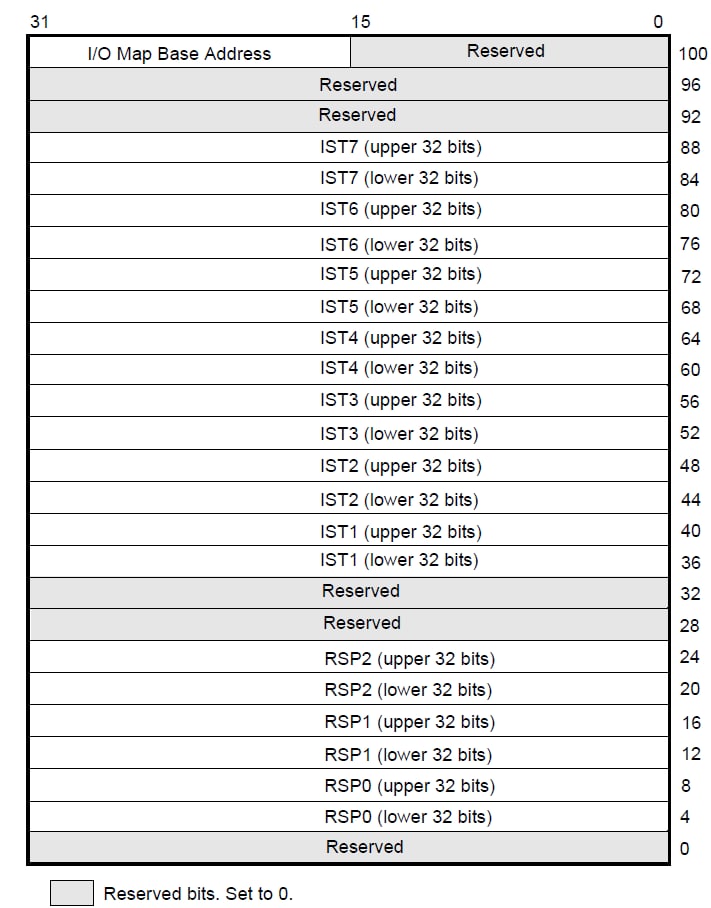 31 15 0
I/O Map Base Address Reserved 100
Reserved 96
Reserved 92
IST7 (upper 32 bits) 88
IST7 (lower 32 bits) 84
IST6 (upper 32 bits) 80
IST6 (lower 32 bits) 76
IST5 (upper 32 bits) 72
IST5 (lower 32 bits) 68
IST4 (upper 32 bits) 64
IST4 (lower 32 bits) 60
IST3 (upper 32 bits) 56
IST3 (lower 32 bits) 52
IST2 (upper 32 bits) 48
IST2 (lower 32 bits) 44
IST1 (upper 32 bits) 40
IST1 (lower 32 bits) 36
Reserved 32
Reserved 28
RSP2 (upper 32 bits) 24
RSP2 (lower 32 bits) 20
RSP1 (upper 32 bits) 16
RSP1 (lower 32 bits) 12
RSP0 (upper 32 bits) 8
RSP0 (lower 32 bits) 4
Reserved 0
Reserved bits. Set to 0.